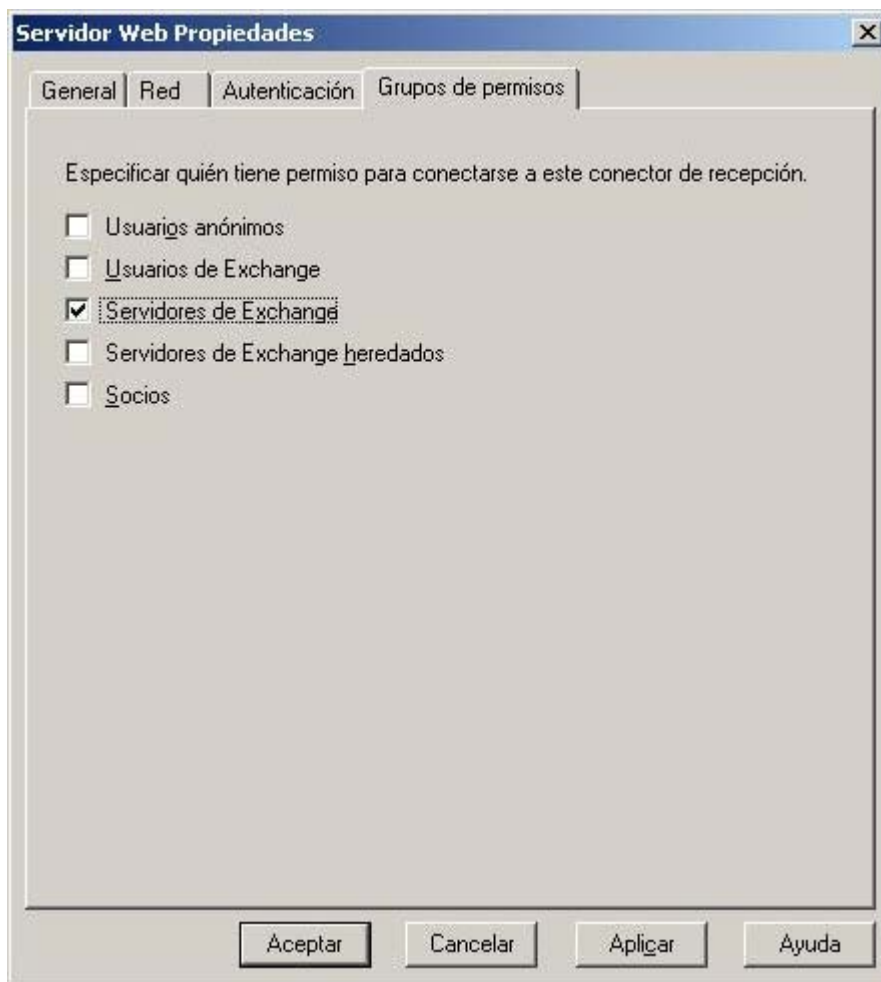 Servidor Web Propiedades
General Red Autenticación Grupos de permisos
Especificar quién tiene permiso para conectarse a este conector de recepción.
Usuarios anónimos
Usuarios de Exchange
Servidores de Exchange
Servidores de Exchange heredados
Socios
Aceptar Cancelar Aplicar Ayuda